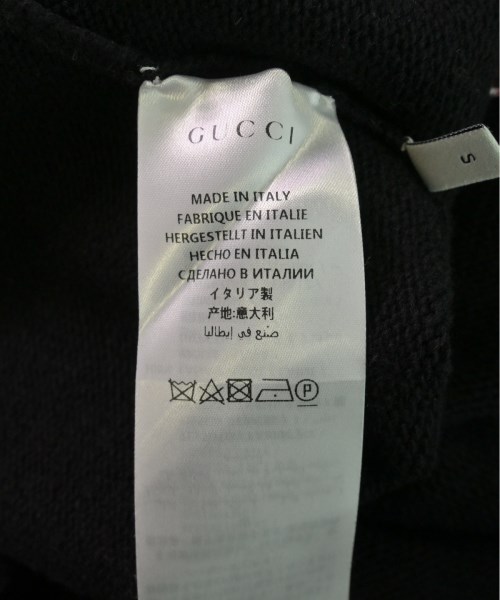 GUCCI
MADE IN ITALY
FABRIQUE EN ITALIE
HERGESTELLT IN ITALIEN
HECHO EN ITALIA
СДЕЛАНО В ИТАЛИИ
イタリア製
产地:意大利
صُنع في إيطاليا
P
S